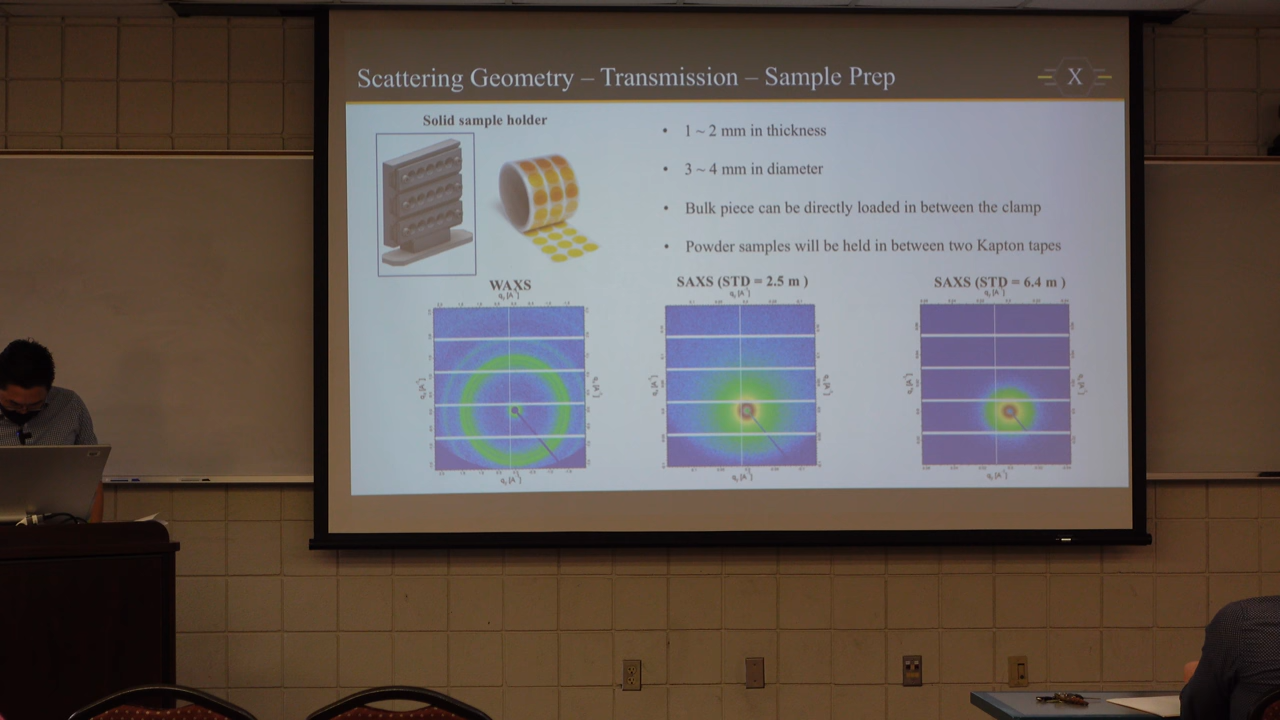 Scattering Geometry – Transmission – Sample Prep
X
Solid sample holder
• 1 ~ 2 mm in thickness
• 3 ~ 4 mm in diameter
• Bulk piece can be directly loaded in between the clamp
• Powder samples will be held in between two Kapton tapes
WAXS
SAXS (STD = 2.5 m )
SAXS (STD = 6.4 m )